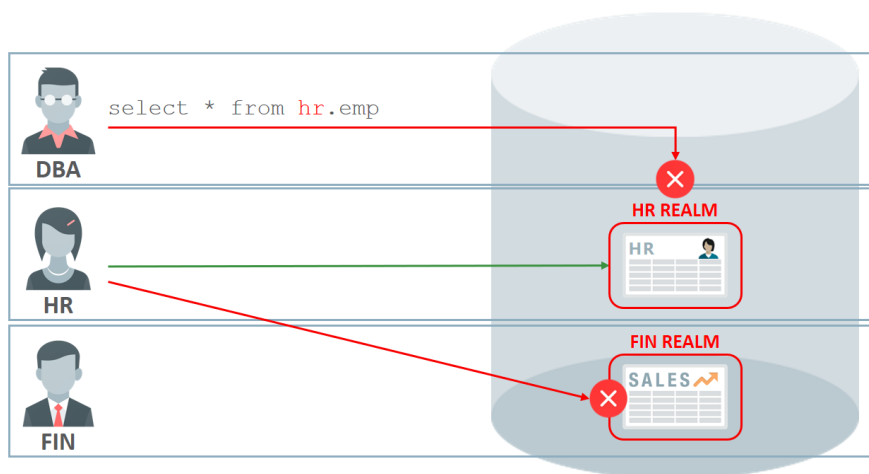 select * from hr.emp
DBA
HR REALM
HR
HR
FIN REALM
SALES
FIN